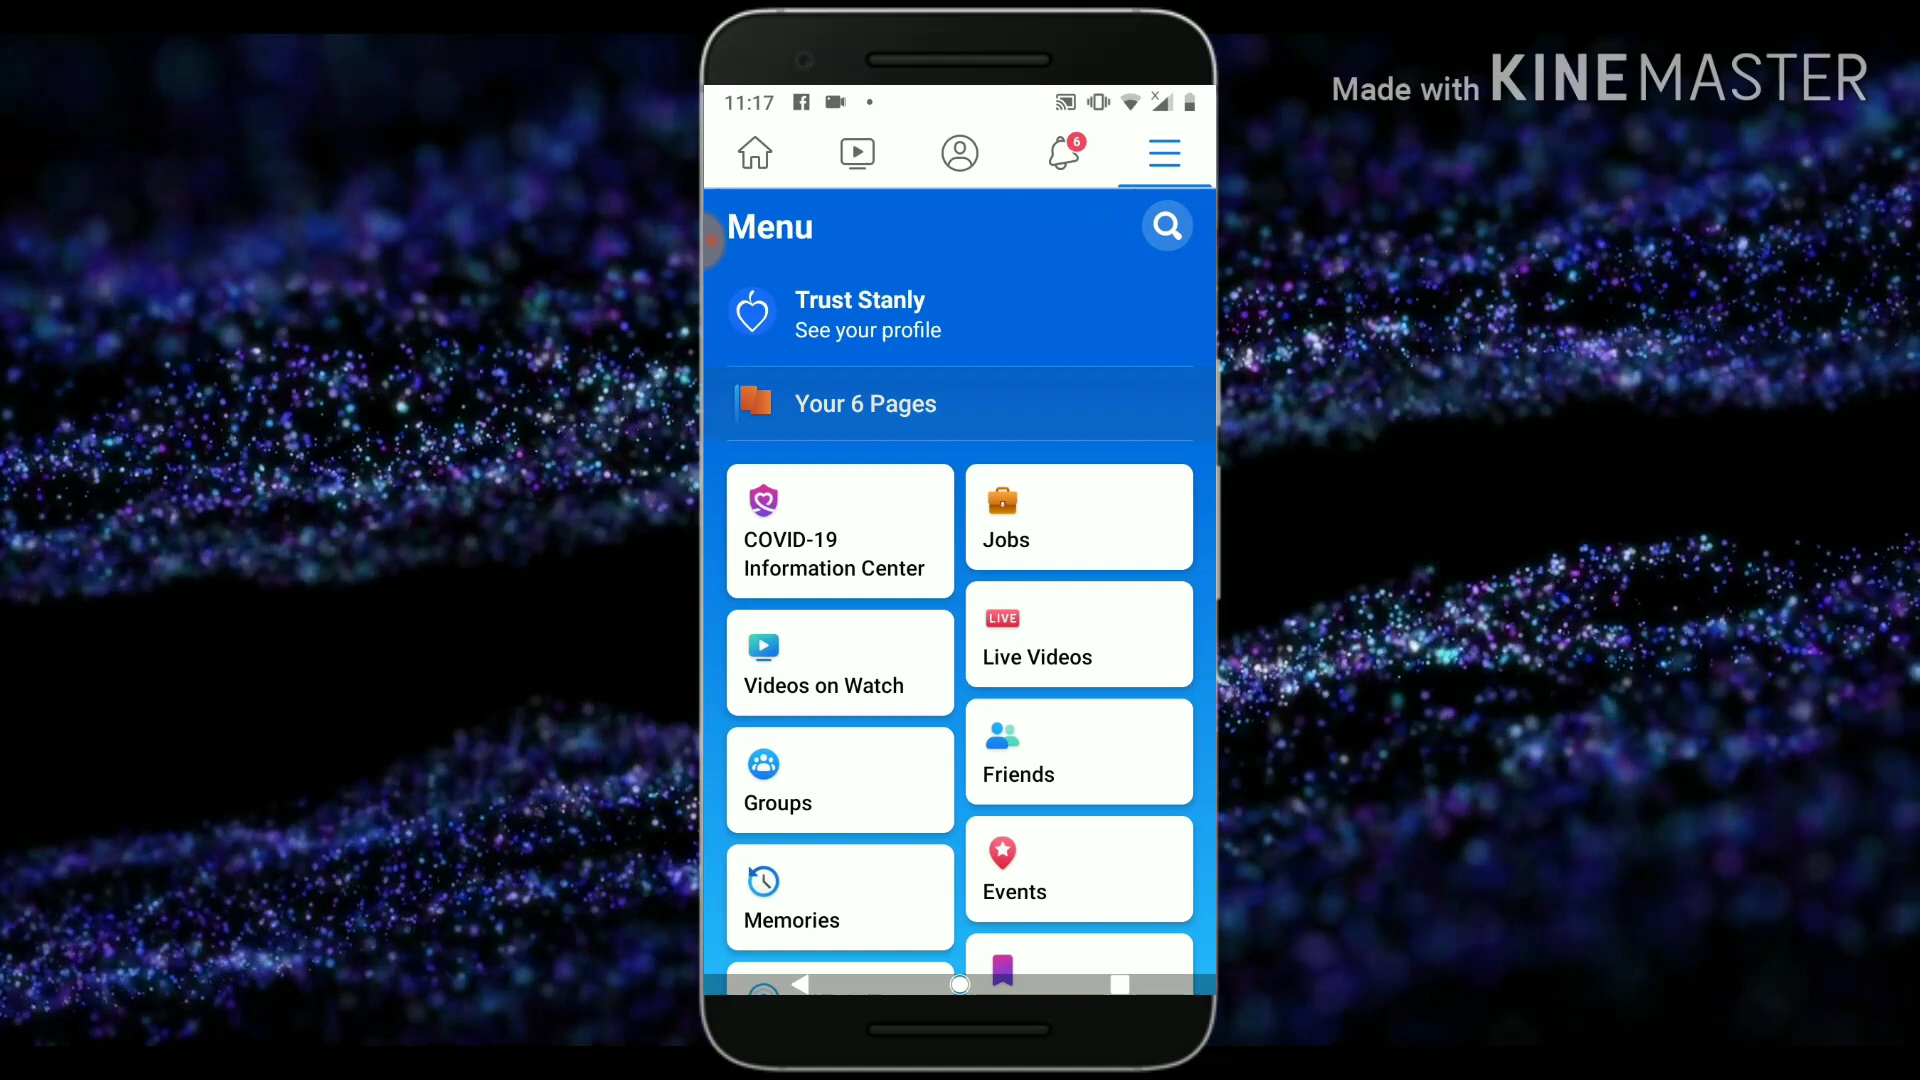 Made with KINEMASTER
11:17
6
Menu
Trust Stanly
See your profile
Your 6 Pages
COVID-19
Information Center
Jobs
LIVE
Live Videos
Videos on Watch
Friends
Groups
Events
Memories